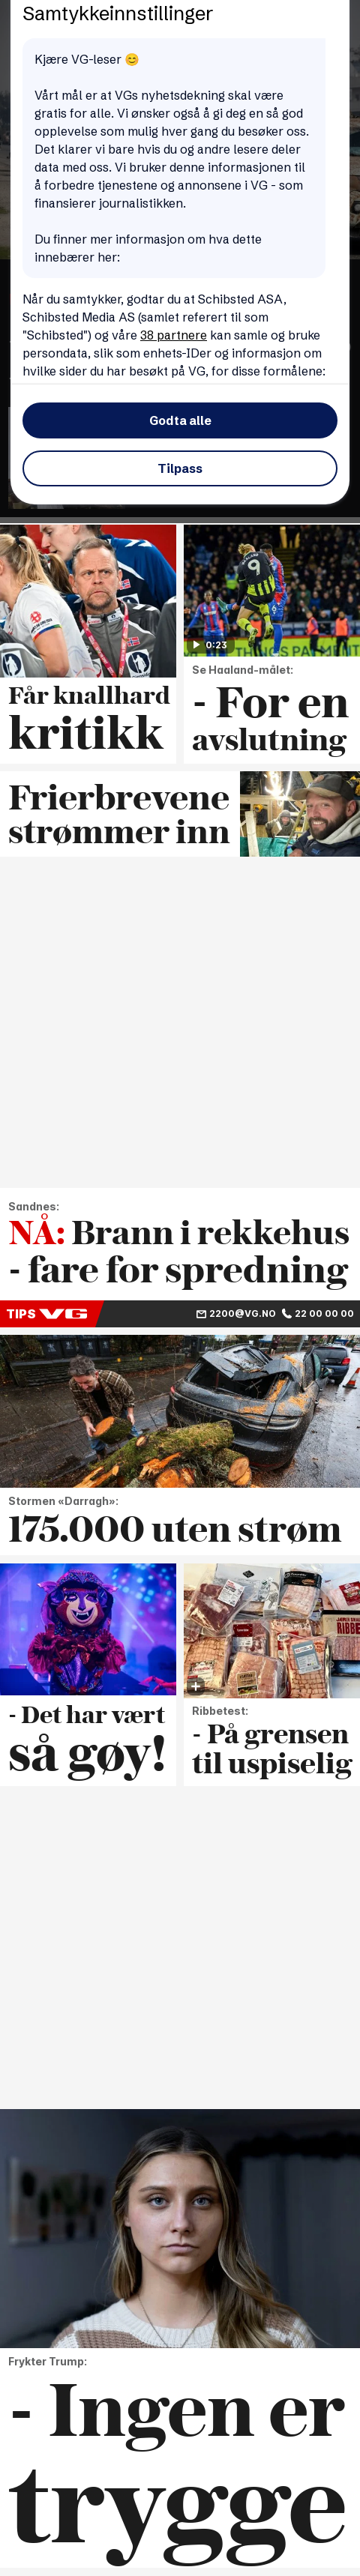 Samtykkeinnstillinger
Kjære VG-leser 😊
Vårt mål er at VGs nyhetsdekning skal være
gratis for alle. Vi ønsker også å gi deg en så god
opplevelse som mulig hver gang du besøker oss.
Det klarer vi bare hvis du og andre lesere deler
data med oss. Vi bruker denne informasjonen til
å forbedre tjenestene og annonsene i VG - som
finansierer journalistikken.
Du finner mer informasjon om hva dette
innebærer her:
Når du samtykker, godtar du at Schibsted ASA,
Schibsted Media AS (samlet referert til som
"Schibsted") og våre 38 partnere kan samle og bruke
persondata, slik som enhets-IDer og informasjon om
hvilke sider du har besøkt på VG, for disse formålene:
Godta alle
Tilpass
Får knallhard
kritikk
0:23
Se Haaland-målet:
- For en
avslutning
Frierbrevene
strømmer inn
Sandnes:
NÅ: Brann i rekkehus
- fare for spredning
TIPS VG 2200@VG.NO 22 00 00 00
Stormen «Darragh»:
175.000 uten strøm
- Det har vært
så gøy!
Ribbetest:
- På grensen
til uspiselig
Frykter Trump:
- Ingen er
trygge